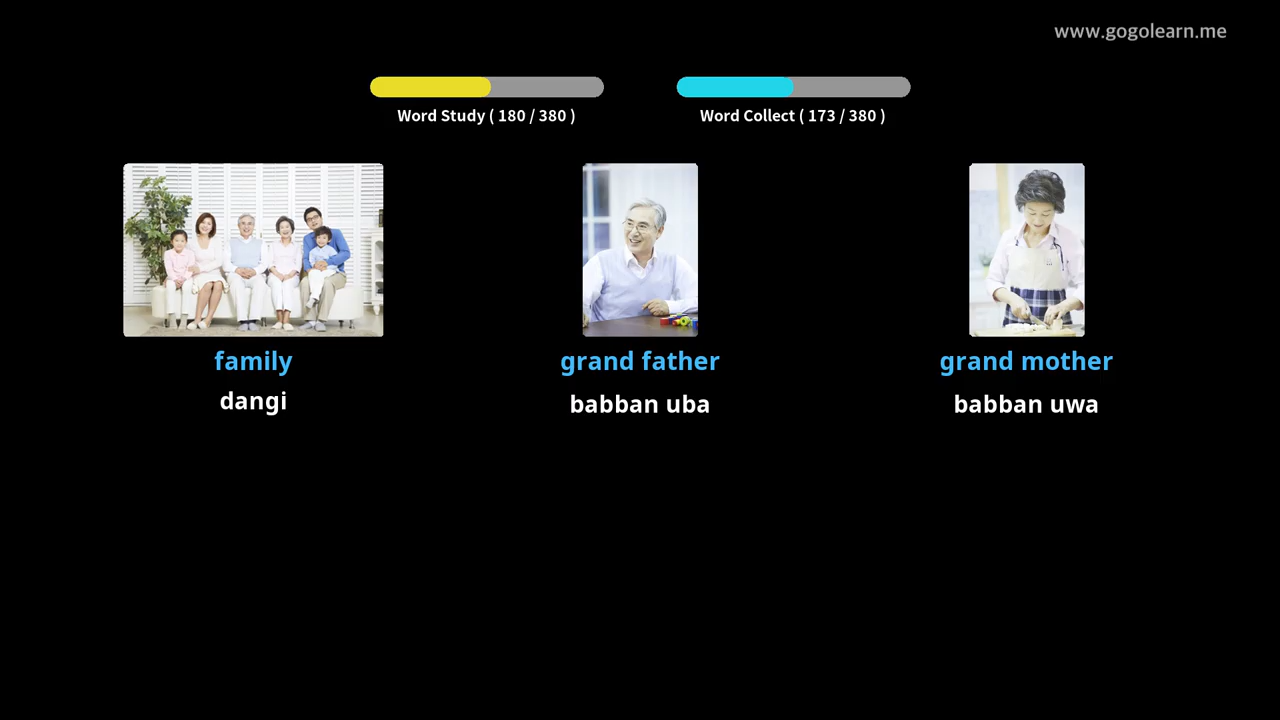 www.gogolearn.me
Word Study ( 180 / 380 )
Word Collect ( 173 / 380 )
family
grand father
grand mother
dangi
babban uba
babban uwa